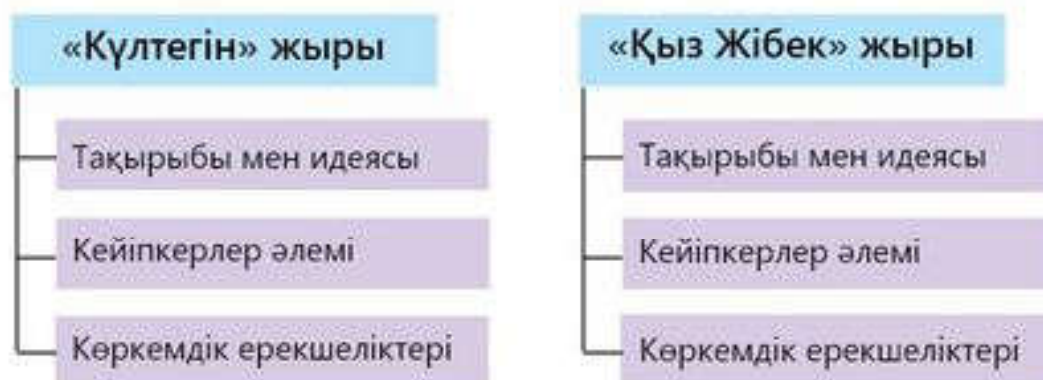 «Күлтегін» жыры
Тақырыбы мен идеясы
Кейіпкерлер әлемі
Көркемдік ерекшеліктері
«Қыз Жібек» жыры
Тақырыбы мен идеясы
Кейіпкерлер әлемі
Көркемдік ерекшеліктері